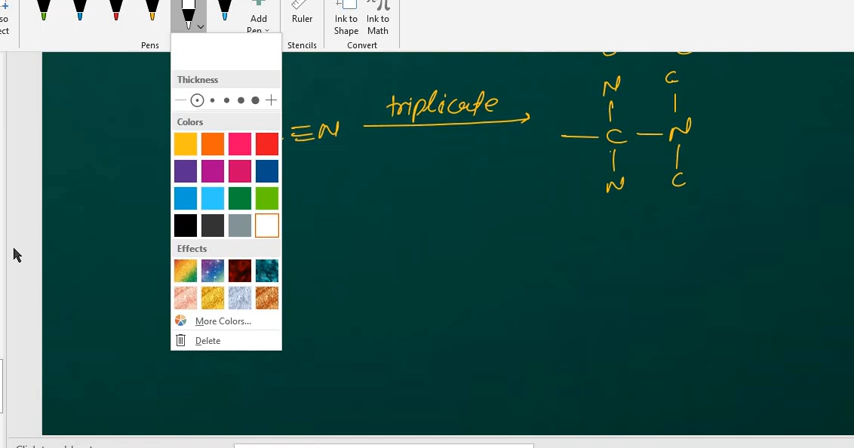 Pens
Add
Pen
Ruler
Stencils
Ink to
Shape
Ink to
Math
Convert
Thickness
Colors
Effects
More Colors...
Delete
≡N
triplicate
N C
— C — N
N C